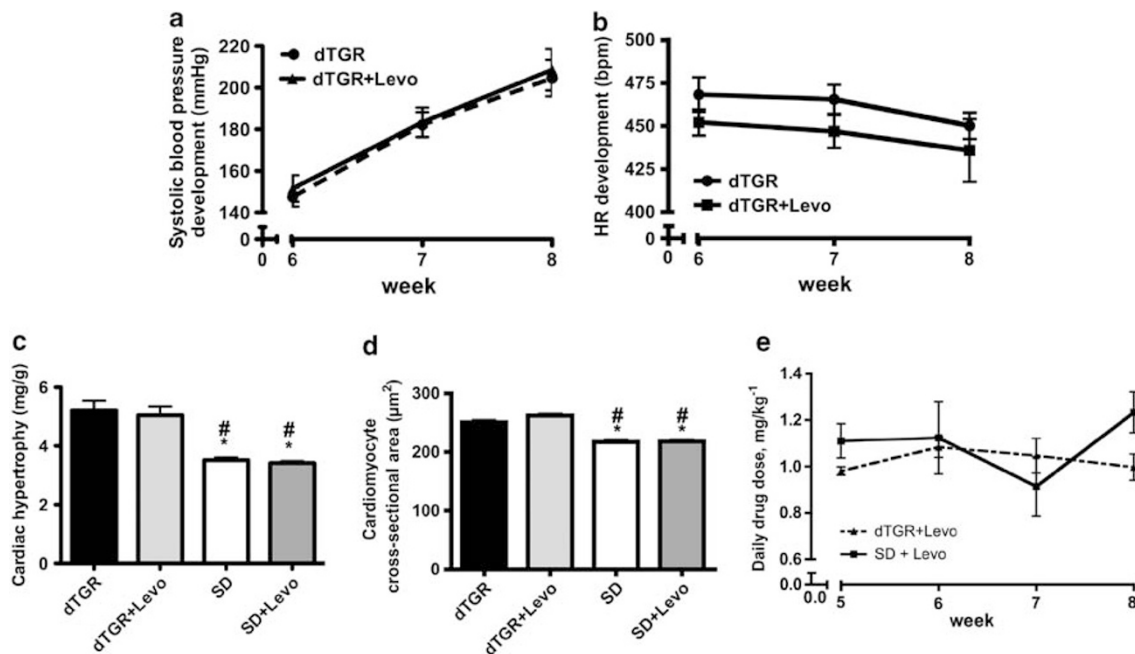 a
Systolic blood pressure
development (mmHg)
220
200
180
160
140
0
0
6
7
8
week
dTGR
dTGR+Levo
b
HR development (bpm)
500
475
450
425
400
0
0
6
7
8
week
dTGR
dTGR+Levo
c
Cardiac hypertrophy (mg/g)
6
4
2
0
#
*
#
*
dTGR
dTGR+Levo
SD
SD+Levo
d
Cardiomyocyte
cross-sectional area (µm²)
300
200
100
0
#
*
#
*
dTGR
dTGR+Levo
SD
SD+Levo
e
Daily drug dose, mg/kg⁻¹
1.4
1.2
1.0
0.8
0.6
0.0
0.0
5
6
7
8
week
dTGR+Levo
SD + Levo